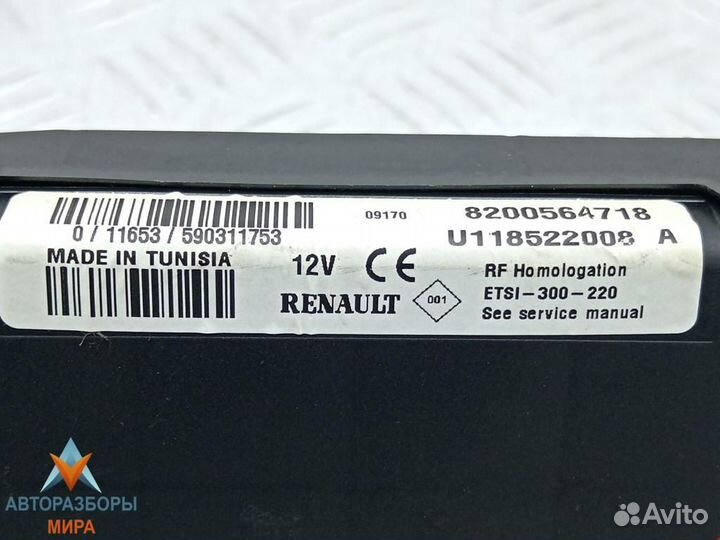 09170
8200564718
0 / 11653 / 590311753
U118522008 A
MADE IN TUNISIA
12V CE
RF Homologation
RENAULT
001
ETSI-300-220
See service manual
АВТОРАЗБОРЫ
МИРА
Avito